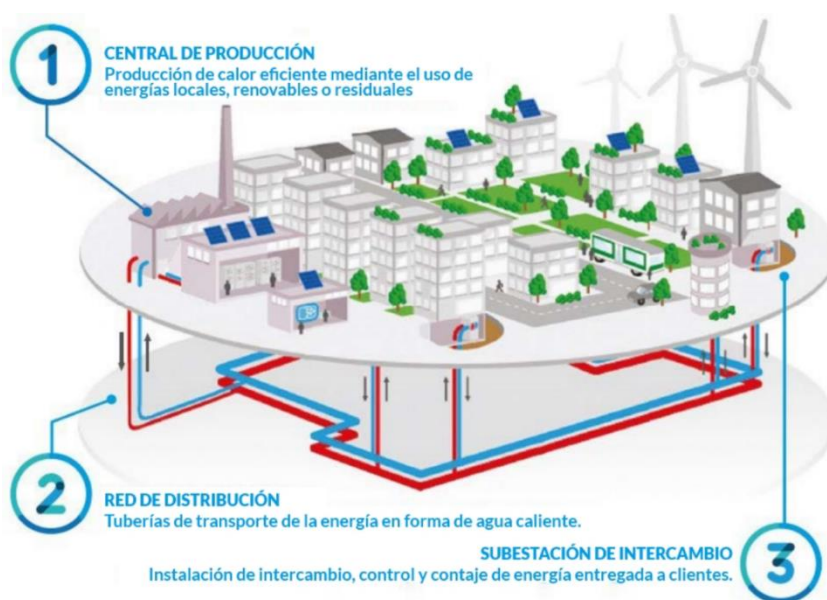 1
CENTRAL DE PRODUCCIÓN
Producción de calor eficiente mediante el uso de
energías locales, renovables o residuales
2
RED DE DISTRIBUCIÓN
Tuberías de transporte de la energía en forma de agua caliente.
SUBESTACIÓN DE INTERCAMBIO
Instalación de intercambio, control y contaje de energía entregada a clientes.
3